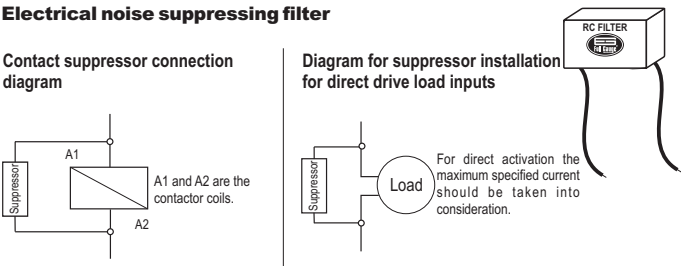 Electrical noise suppressing filter
Contact suppressor connection
diagram
A1
Suppressor
A1 and A2 are the
contactor coils.
A2
Diagram for suppressor installation
for direct drive load inputs
Suppressor
Load
For direct activation the
maximum specified current
should be taken into
consideration.
RC FILTER
Full Gauge